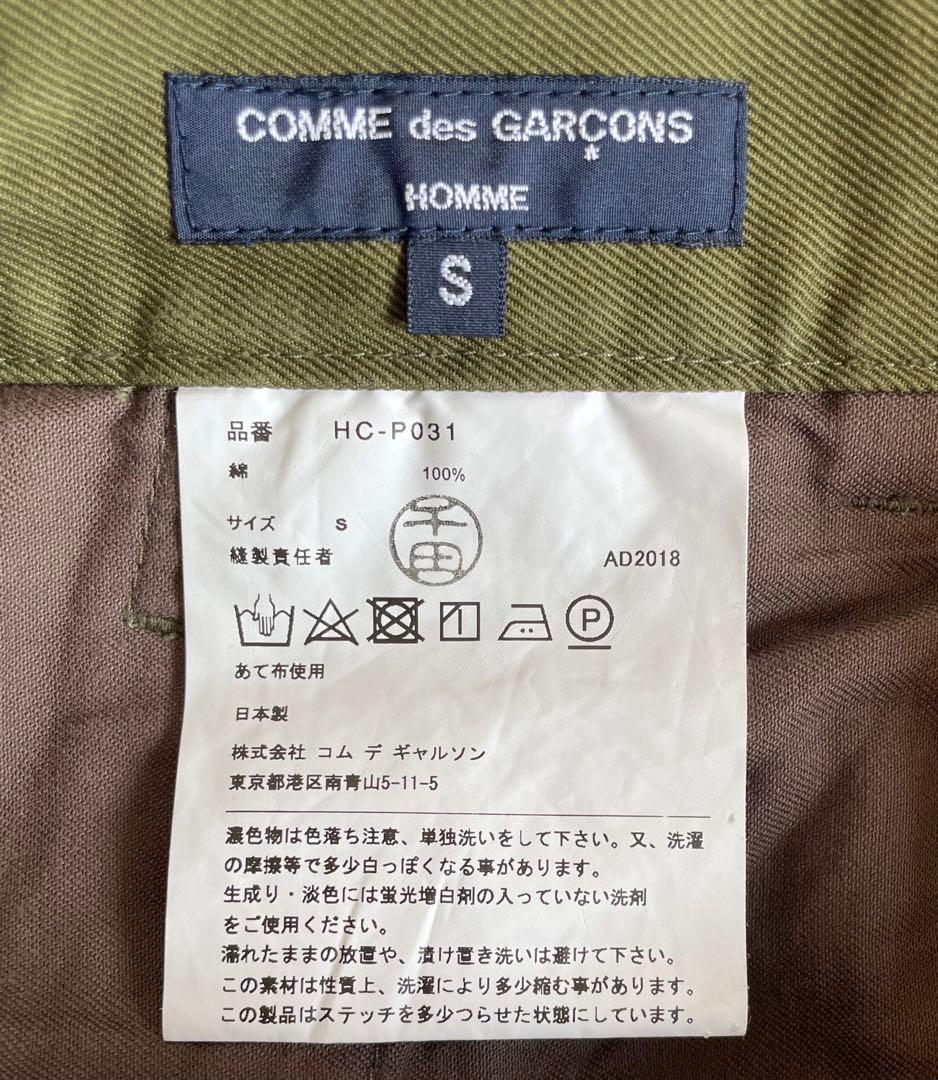 COMME des GARÇONS
HOMME
S
品番 HC-P031
綿 100%
サイズ S
縫製責任者 千田 AD2018
P
あて布使用
日本製
株式会社 コム デ ギャルソン
東京都港区南青山5-11-5
濃色物は色落ち注意、単独洗いをして下さい。又、洗濯
の摩擦等で多少白っぽくなる事があります。
生成り・淡色には蛍光増白剤の入っていない洗剤
をご使用ください。
濡れたままの放置や、漬け置き洗いは避けて下さい。
この素材は性質上、洗濯により多少縮む事があります。
この製品はステッチを多少つらせた状態にしています。